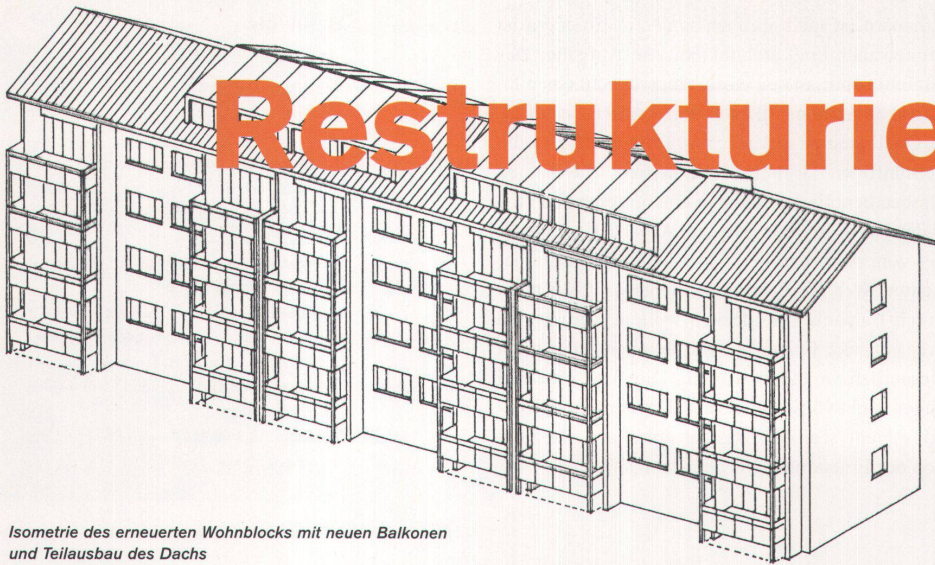 Restrukturie
Isometrie des erneuerten Wohnblocks mit neuen Balkonen
und Teilausbau des Dachs